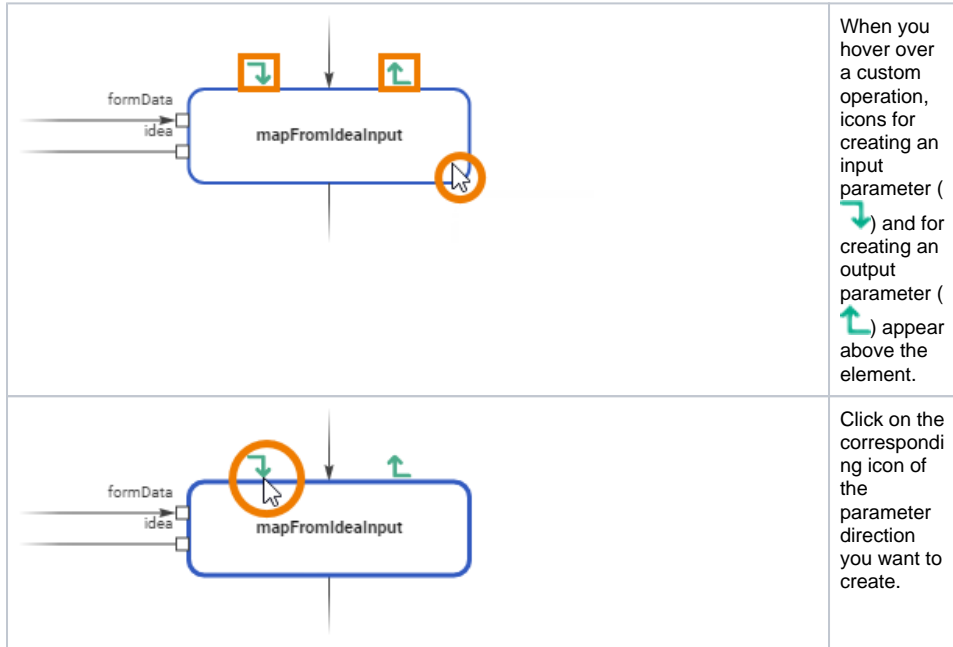 formData
idea
mapFromIdeaInput
When you
hover over
a custom
operation,
icons for
creating an
input
parameter (
) and for
creating an
output
parameter (
) appear
above the
element.
formData
idea
mapFromIdeaInput
Click on the
correspondi
ng icon of
the
parameter
direction
you want to
create.